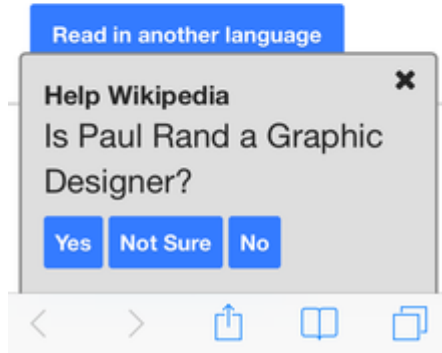 Read in another language
Help Wikipedia
Is Paul Rand a Graphic
Designer?
Yes Not Sure No